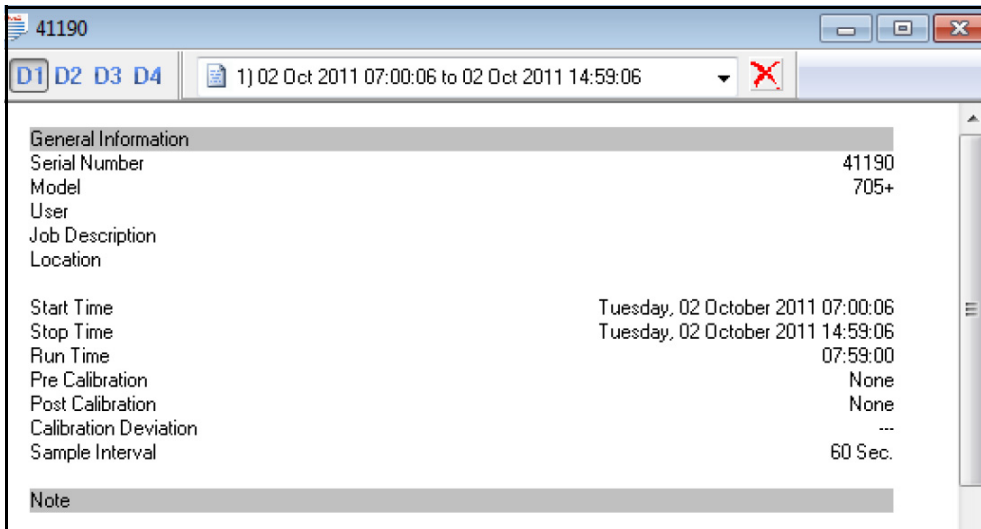 41190
D1 D2 D3 D4 1) 02 Oct 2011 07:00:06 to 02 Oct 2011 14:59:06
General Information
Serial Number 41190
Model 705+
User
Job Description
Location
Start Time Tuesday, 02 October 2011 07:00:06
Stop Time Tuesday, 02 October 2011 14:59:06
Run Time 07:59:00
Pre Calibration None
Post Calibration None
Calibration Deviation ---
Sample Interval 60 Sec.
Note